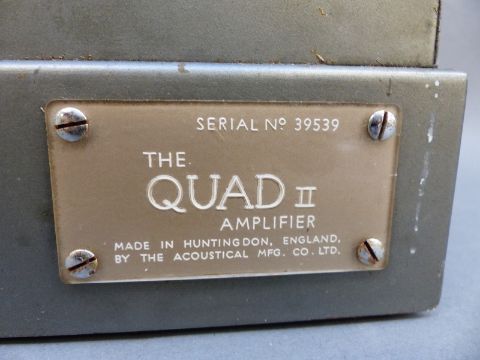 SERIAL Nº 39539
THE
QUAD II
AMPLIFIER
MADE IN HUNTINGDON, ENGLAND,
BY THE ACOUSTICAL MFG. CO. LTD.